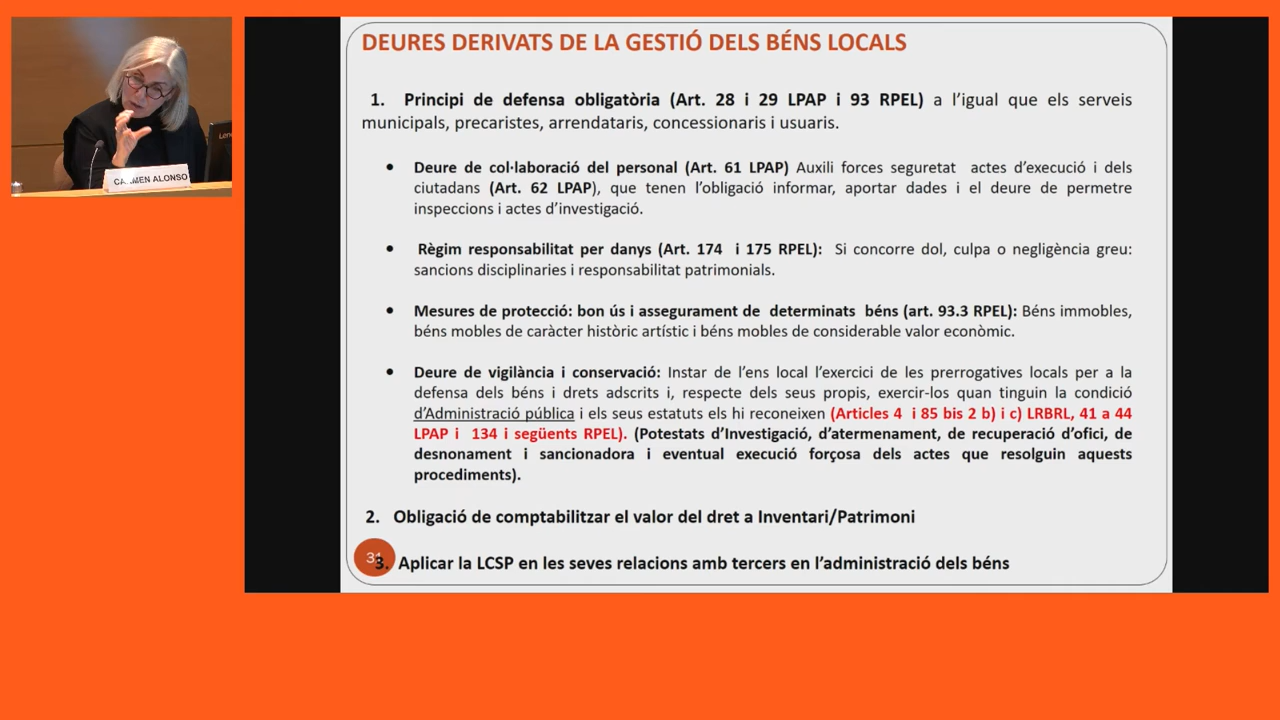 DEURES DERIVATS DE LA GESTIÓ DELS BÉNS LOCALS
1. Principi de defensa obligatòria (Art. 28 i 29 LPAP i 93 RPEL) a l'igual que els serveis
municipals, precaristes, arrendataris, concessionaris i usuaris.
• Deure de col·laboració del personal (Art. 61 LPAP) Auxili forces seguretat actes d'execució i dels
ciutadans (Art. 62 LPAP), que tenen l'obligació informar, aportar dades i el deure de permetre
inspeccions i actes d'investigació.
• Règim responsabilitat per danys (Art. 174 i 175 RPEL): Si concorre dol, culpa o negligència greu:
sancions disciplinaries i responsabilitat patrimonials.
• Mesures de protecció: bon ús i assegurament de determinats béns (art. 93.3 RPEL): Béns immobles,
béns mobles de caràcter històric artístic i béns mobles de considerable valor econòmic.
• Deure de vigilància i conservació: Instar de l'ens local l'exercici de les prerrogatives locals per a la
defensa dels béns i drets adscrits i, respecte dels seus propis, exercir-los quan tinguin la condició
d'Administració pública i els seus estatuts els hi reconeixen (Articles 4 i 85 bis 2 b) i c) LRBRL, 41 a 44
LPAP i 134 i següents RPEL). (Potestats d'Investigació, d'atermenament, de recuperació d'ofici, de
desnonament i sancionadora i eventual execució forçosa dels actes que resolguin aquests
procediments).
2. Obligació de comptabilitzar el valor del dret a Inventari/Patrimoni
3. Aplicar la LCSP en les seves relacions amb tercers en l'administració dels béns
CARMEN ALONSO